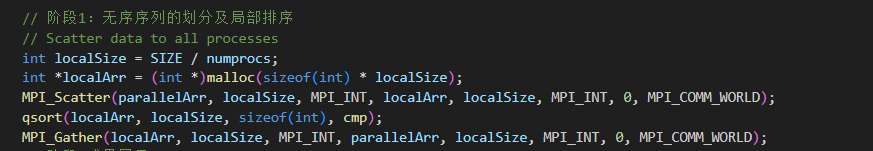 // 阶段1：无序序列的划分及局部排序
// Scatter data to all processes
int localSize = SIZE / numprocs;
int *localArr = (int *)malloc(sizeof(int) * localSize);
MPI_Scatter(parallelArr, localSize, MPI_INT, localArr, localSize, MPI_INT, 0, MPI_COMM_WORLD);
qsort(localArr, localSize, sizeof(int), cmp);
MPI_Gather(localArr, localSize, MPI_INT, parallelArr, localSize, MPI_INT, 0, MPI_COMM_WORLD);